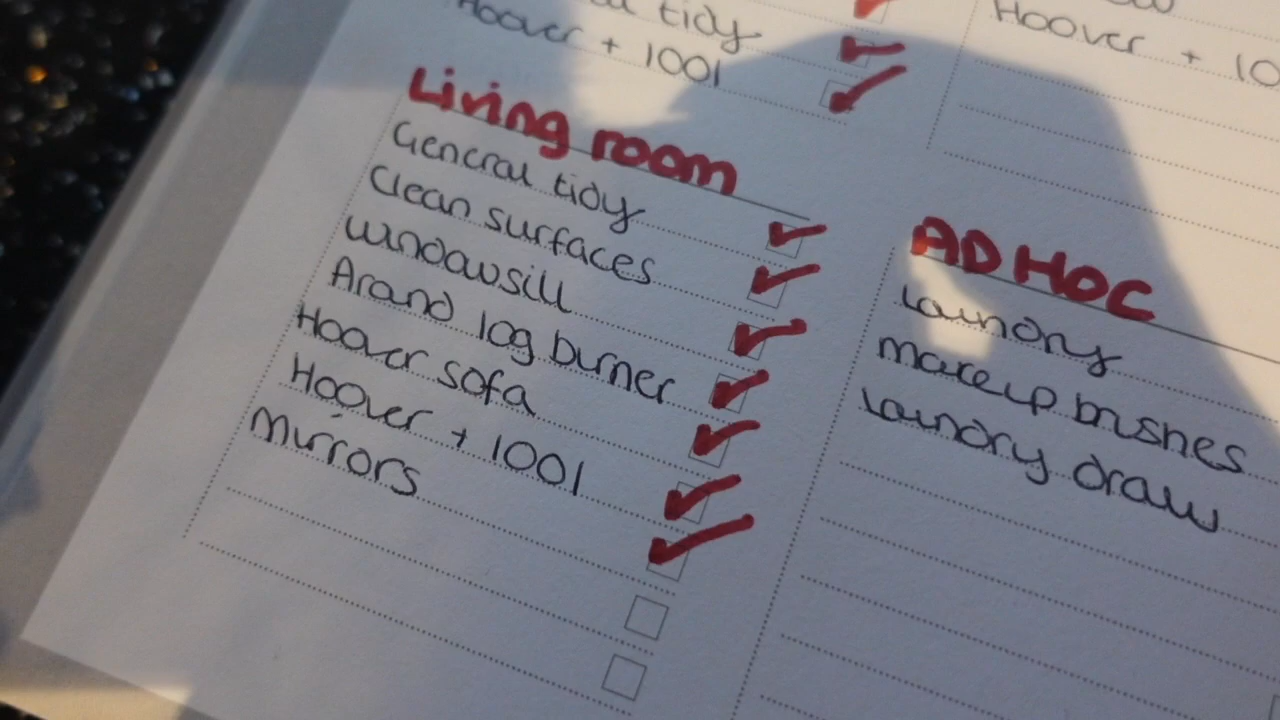 tidy
Hoover + 1001
Living room
General tidy
Clean surfaces
Windowsill
Around log burner
Hoover sofa
Hoover + 1001
Mirrors
Hoover + 10
AD HOC
Laundry
Makeup brushes
Laundry draw